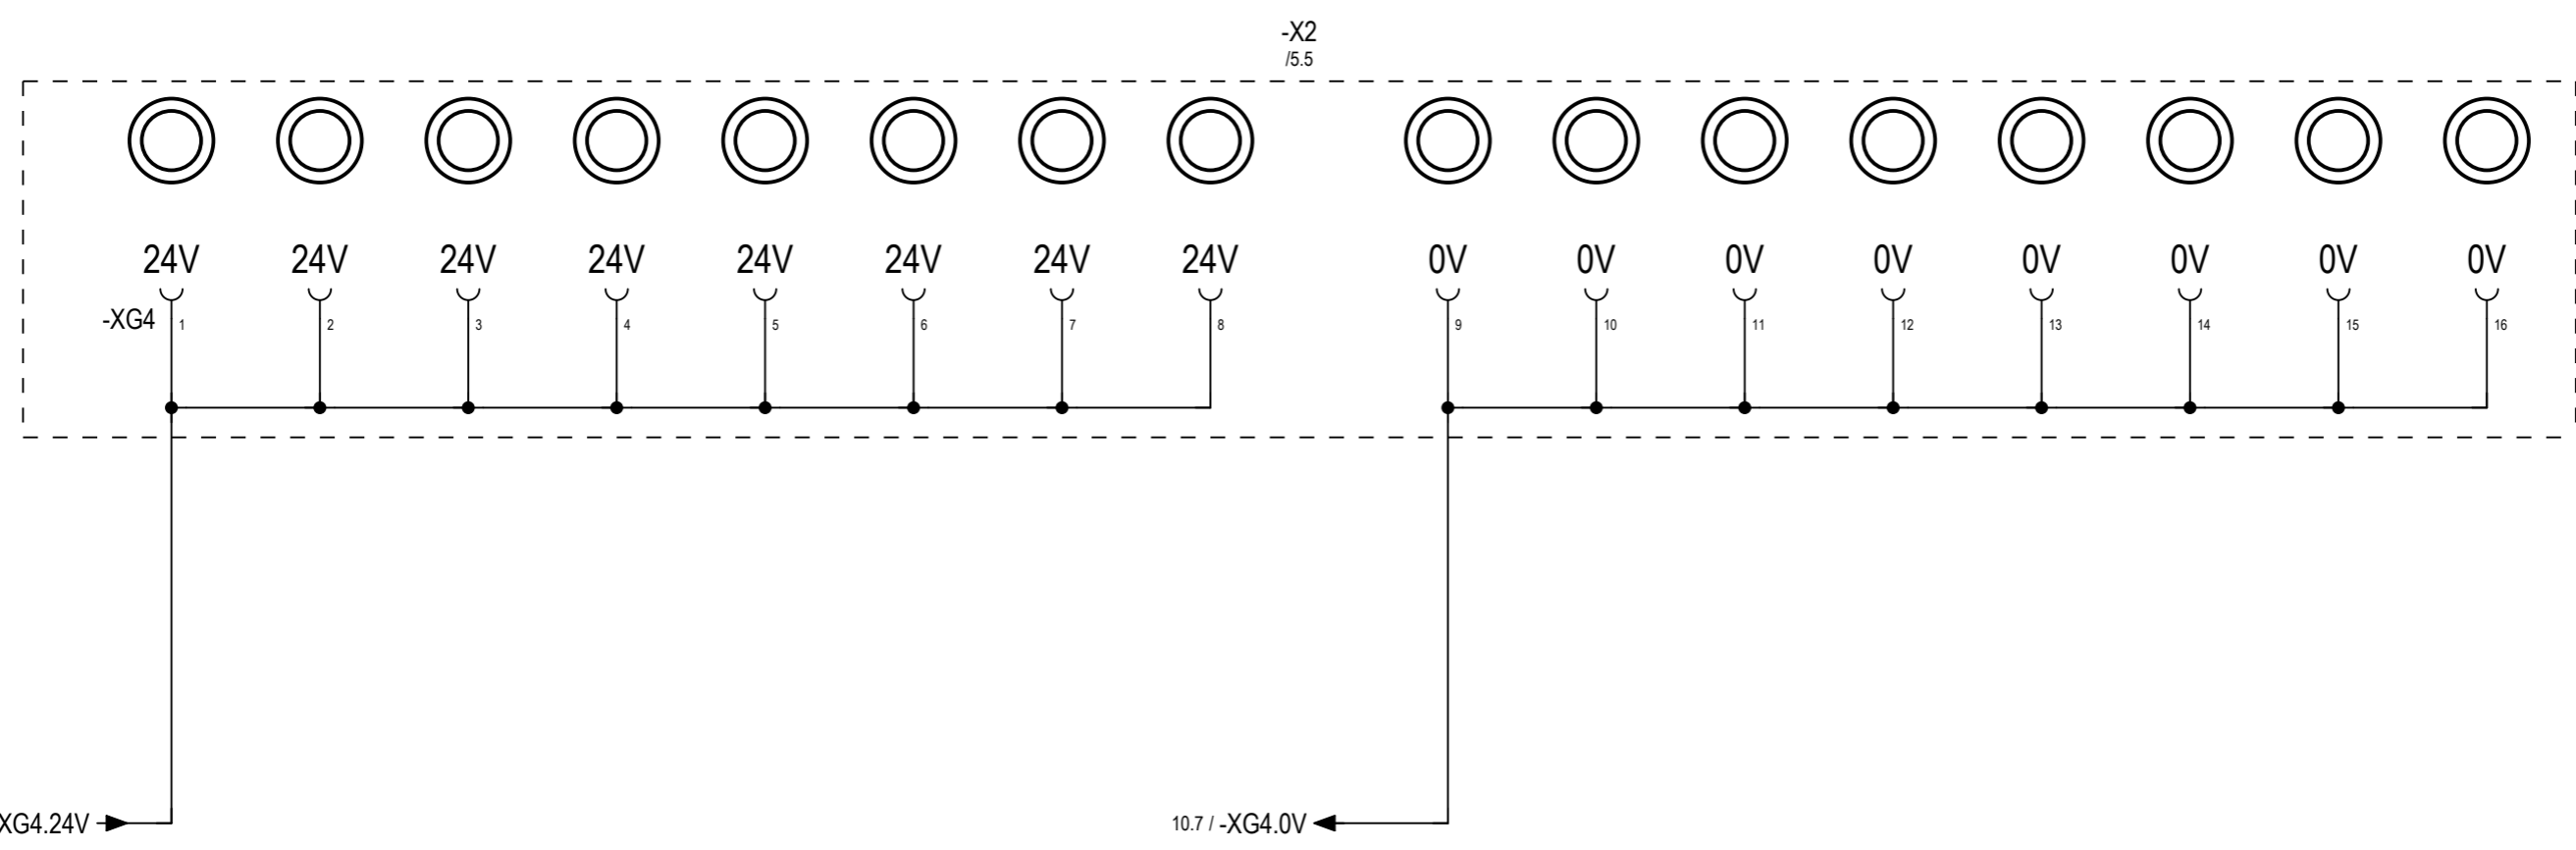 -X2
/5.5
24V 24V 24V 24V 24V 24V 24V 24V 0V 0V 0V 0V 0V 0V 0V 0V
-XG4 1 2 3 4 5 6 7 8 9 10 11 12 13 14 15 16
XG4.24V 10.7 / -XG4.0V